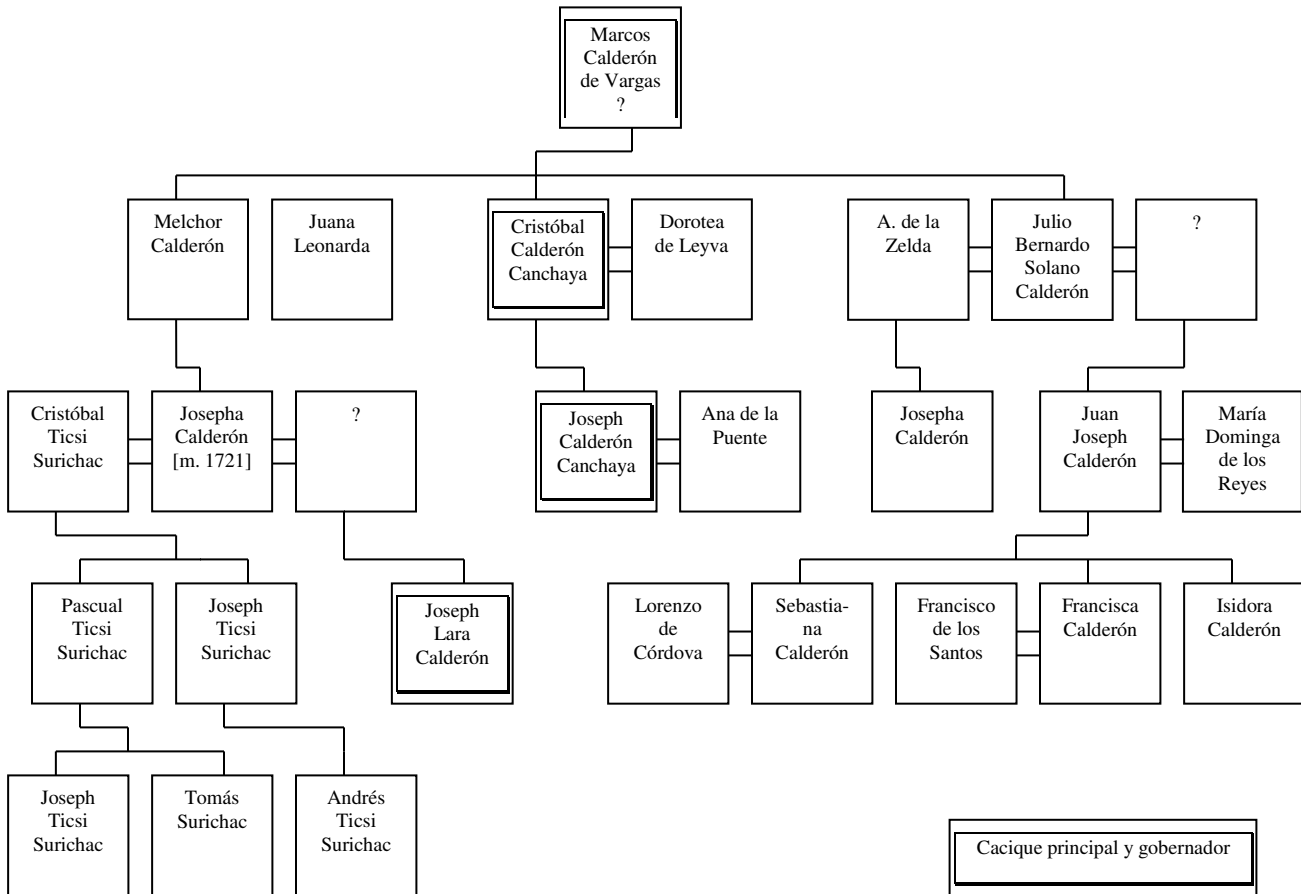 Marcos
Calderón
de Vargas
?
Melchor
Calderón
Juana
Leonarda
Cristóbal
Calderón
Canchaya
Dorotea
de Leyva
A. de la
Zelda
Julio
Bernardo
Solano
Calderón
?
Cristóbal
Ticsi
Surichac
Josepha
Calderón
[m. 1721]
?
Joseph
Calderón
Canchaya
Ana de la
Puente
Josepha
Calderón
Juan
Joseph
Calderón
María
Dominga
de los
Reyes
Pascual
Ticsi
Surichac
Joseph
Ticsi
Surichac
Joseph
Lara
Calderón
Lorenzo
de
Córdova
Sebastia-
na
Calderón
Francisco
de los
Santos
Francisca
Calderón
Isidora
Calderón
Joseph
Ticsi
Surichac
Tomás
Surichac
Andrés
Ticsi
Surichac
Cacique principal y gobernador